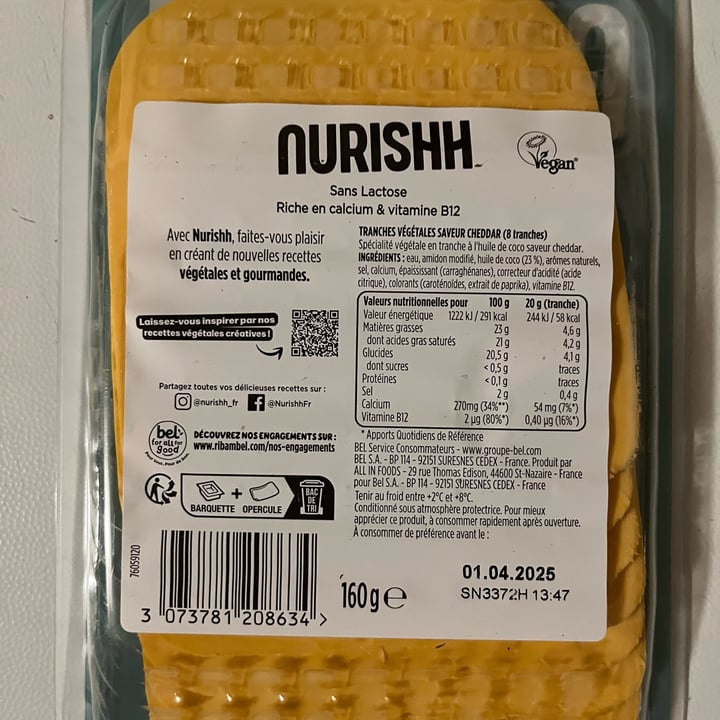 NURISHH
Vegan
Sans Lactose
Riche en calcium & vitamine B12
Avec Nurishh, faites-vous plaisir
en créant de nouvelles recettes
végétales et gourmandes.
Laissez-vous inspirer par nos
recettes végétales créatives !
Partagez toutes vos délicieuses recettes sur :
@nurishh_fr @NurishhFr
bel
for all for
good
DÉCOUVREZ NOS ENGAGEMENTS SUR :
www.ribambel.com/nos-engagements
BARQUETTE + OPERCULE
BAC
DE
TRI
TRANCHES VÉGÉTALES SAVEUR CHEDDAR (8 tranches)
Spécialité végétale en tranche à l'huile de coco saveur cheddar.
INGRÉDIENTS : eau, amidon modifié, huile de coco (23 %), arômes naturels,
sel, calcium, épaississant (carraghénanes), correcteur d'acidité (acide
citrique), colorants (caroténoïdes, extrait de paprika), vitamine B12.
Valeurs nutritionnelles pour 100 g 20 g (tranche)
Valeur énergétique 1222 kJ / 291 kcal 244 kJ / 58 kcal
Matières grasses 23 g 4,6 g
dont acides gras saturés 21 g 4,2 g
Glucides 20,5 g 4,1 g
dont sucres < 0,5 g traces
Protéines < 0,1 g traces
Sel 2 g 0,4 g
Calcium 270mg (34%**) 54 mg (7%*)
Vitamine B12 2 µg (80%*) 0,40 µg (16%*)
* Apports Quotidiens de Référence
BEL Service Consommateurs - www.groupe-bel.com
BEL S.A. - BP 114 - 92151 SURESNES CEDEX - France. Produit par
ALL IN FOODS - 29 rue Thomas Edison, 44600 St-Nazaire - France
pour Bel S.A. - BP 114 - 92151 SURESNES CEDEX - France
Tenir au froid entre +2°C et +8°C.
Conditionné sous atmosphère protectrice. Pour mieux
apprécier ce produit, à consommer rapidement après ouverture.
À consommer de préférence avant le :
76059120
3 073781 208634 >
160 g e
01.04.2025
SN3372H 13:47